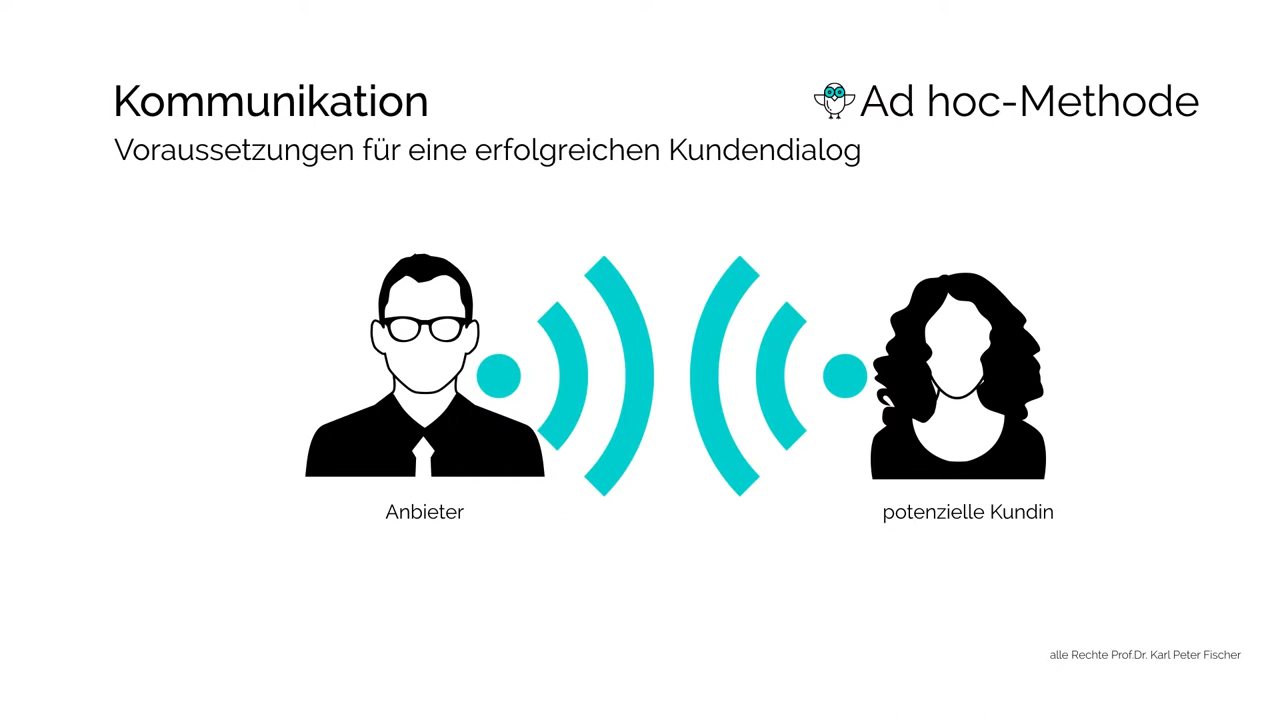 Kommunikation
Ad hoc-Methode
Voraussetzungen für eine erfolgreichen Kundendialog
Anbieter
potenzielle Kundin
alle Rechte Prof.Dr. Karl Peter Fischer